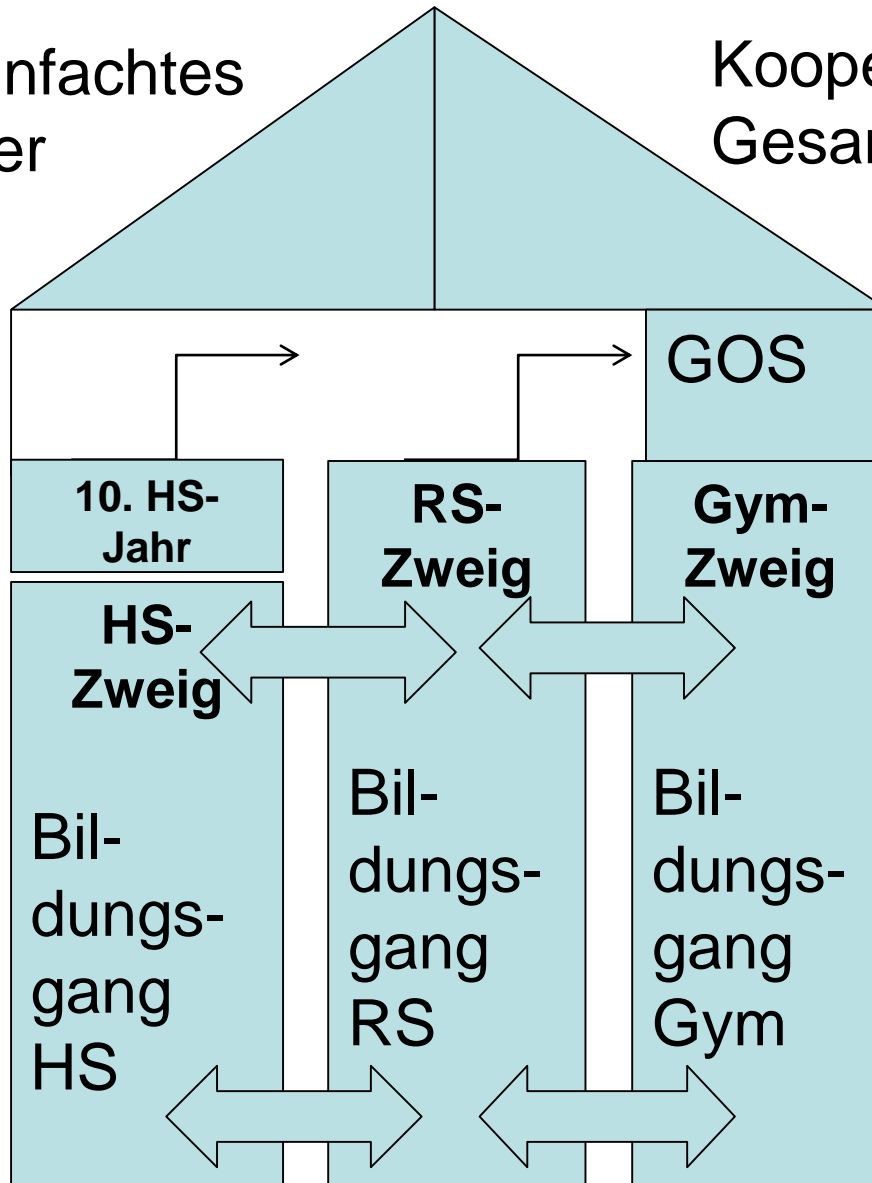 nfachtes
er
Koope
Gesar
GOS
10. HS-
Jahr
RS-
Zweig
Gym-
Zweig
HS-
Zweig
Bil-
dungs-
gang
HS
Bil-
dungs-
gang
RS
Bil-
dungs-
gang
Gym